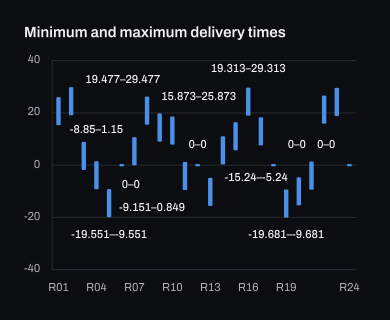 Minimum and maximum delivery times
40
19.313–29.313
19.477–29.477
15.873–25.873
20
-8.85–1.15
0–0
0–0
0–0
0
-15.24–-5.24
0–0
-9.151–0.849
-20
-19.551–-9.551
-19.681–-9.681
-40
R01
R04
R07
R10
R13
R16
R19
R24